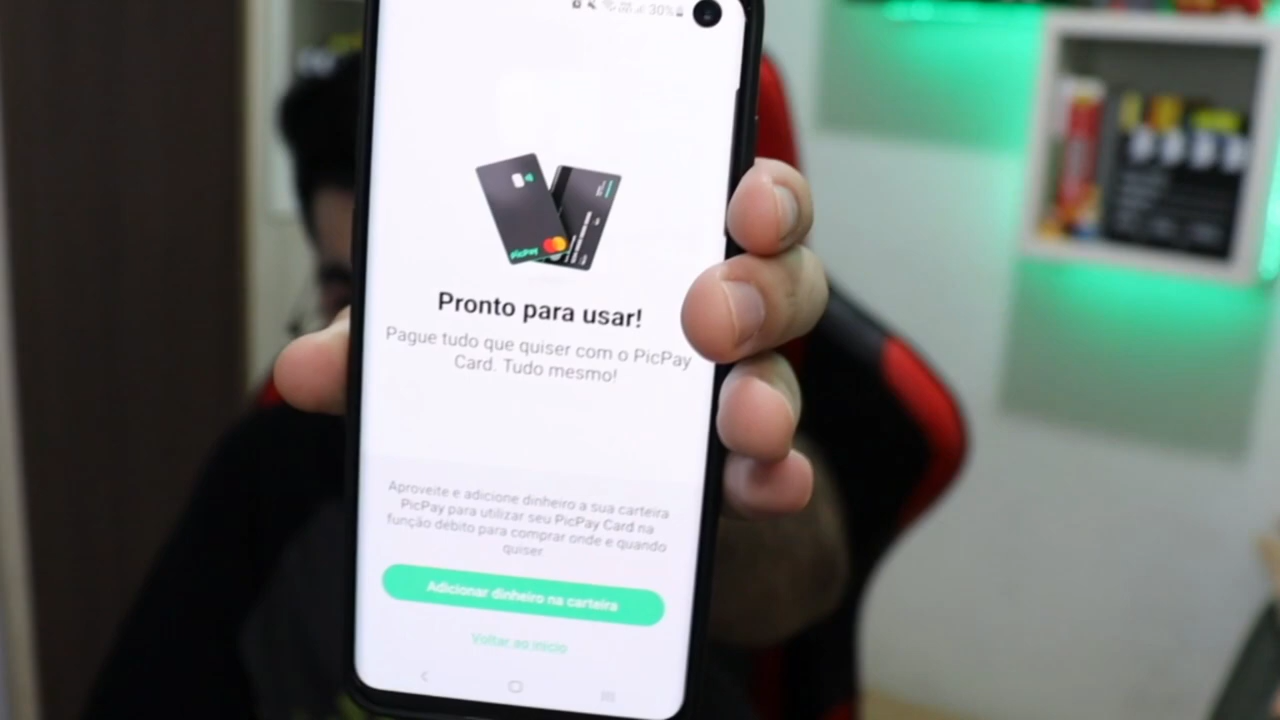 30%
PicPay
Pronto para usar!
Pague tudo que quiser com o PicPay
Card. Tudo mesmo!
Aproveite e adicione dinheiro a sua carteira
PicPay para utilizar seu PicPay Card na
função débito para comprar onde e quando
quiser
Adicionar dinheiro na carteira
Voltar ao início